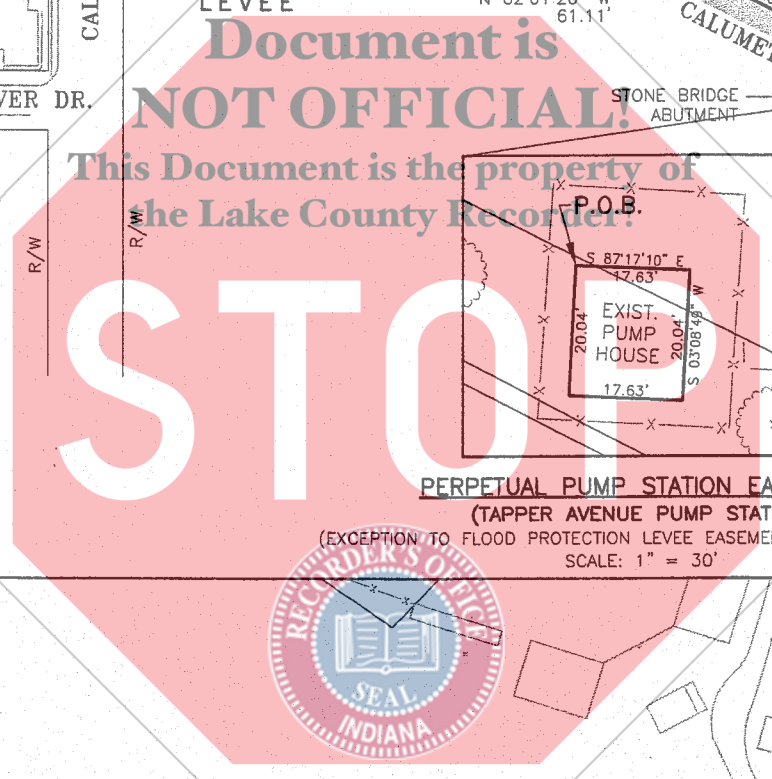 LEVEE
61.11'
Document is
NOT OFFICIAL!
This Document is the property of
the Lake County Recorder!
STOP
VER DR.
R/W
R/W
STONE BRIDGE
ABUTMENT
P.O.B.
S 87'17'10" E
17.63'
EXIST.
PUMP
HOUSE
20.04'
20.04'
S 03'08'49" W
17.63'
PERPETUAL PUMP STATION EA
(TAPPER AVENUE PUMP STAT
(EXCEPTION TO FLOOD PROTECTION LEVEE EASEME
SCALE: 1" = 30'
RECORDER'S OFFICE
SEAL
INDIANA
CAL
CALUMET